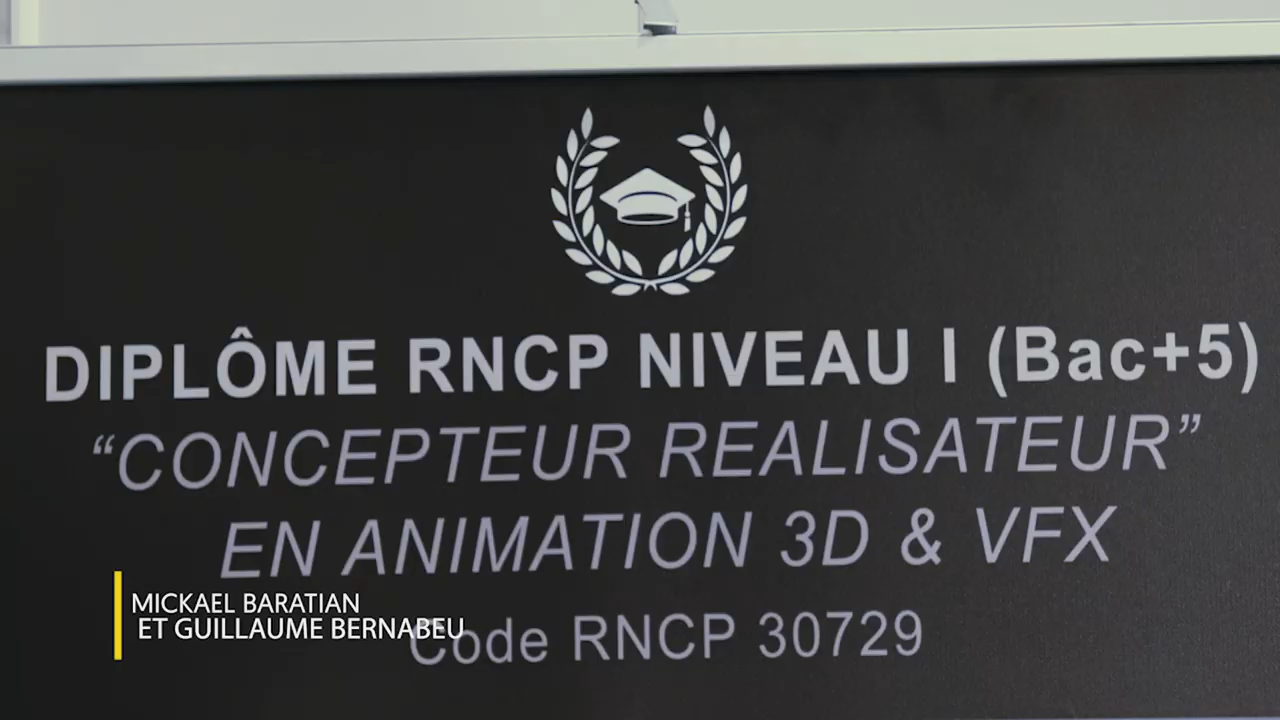 DIPLÔME RNCP NIVEAU I (Bac+5)
“CONCEPTEUR REALISATEUR”
EN ANIMATION 3D & VFX
Code RNCP 30729
MICKAEL BARATIAN
ET GUILLAUME BERNABEU